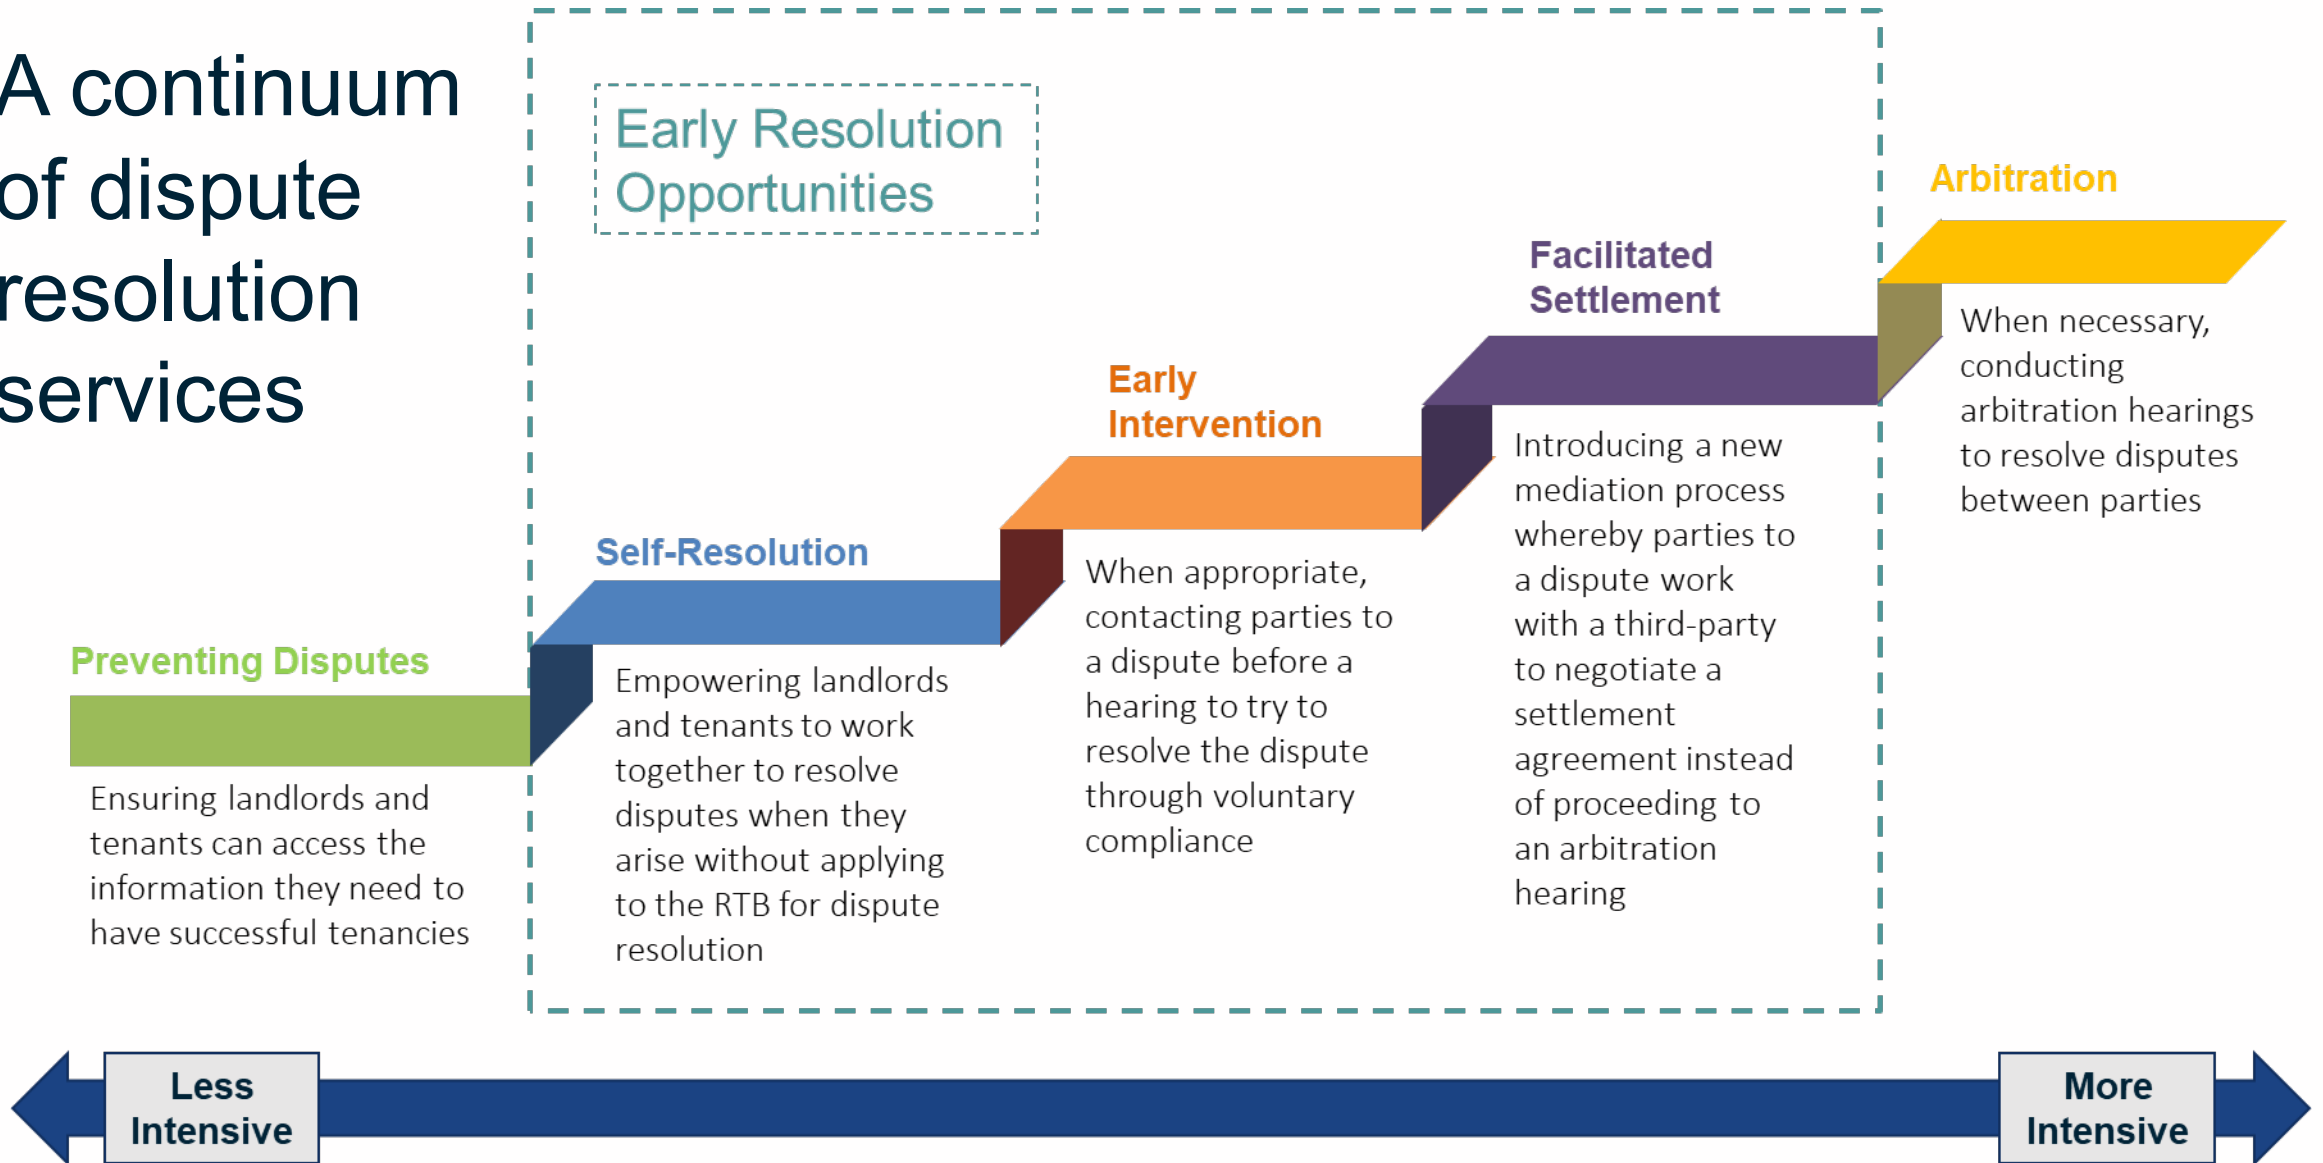 A continuum
of dispute
resolution
services
Early Resolution
Opportunities
Preventing Disputes
Ensuring landlords and
tenants can access the
information they need to
have successful tenancies
Self-Resolution
Empowering landlords
and tenants to work
together to resolve
disputes when they
arise without applying
to the RTB for dispute
resolution
Early
Intervention
When appropriate,
contacting parties to
a dispute before a
hearing to try to
resolve the dispute
through voluntary
compliance
Facilitated
Settlement
Introducing a new
mediation process
whereby parties to
a dispute work
with a third-party
to negotiate a
settlement
agreement instead
of proceeding to
an arbitration
hearing
Arbitration
When necessary,
conducting
arbitration hearings
to resolve disputes
between parties
Less
Intensive
More
Intensive